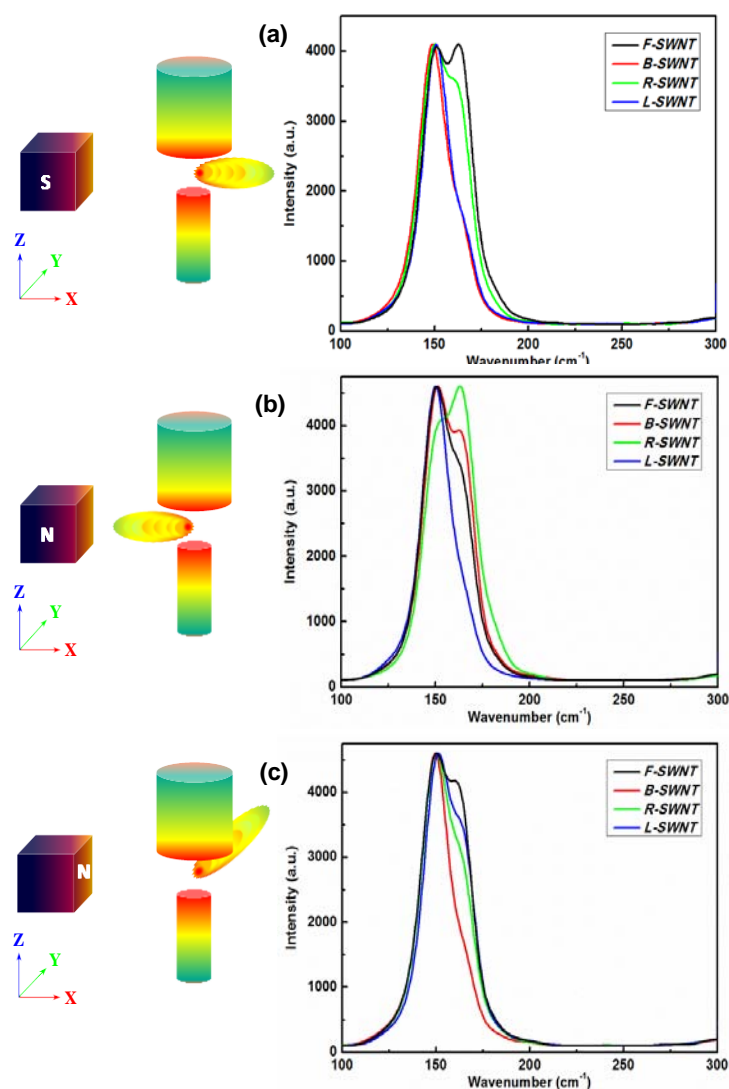 (a)
S
Z
Y
X
Intensity (a.u.)
4000
3000
2000
1000
0
F-SWNT
B-SWNT
R-SWNT
L-SWNT
100 150 200 250 300
Wavenumber (cm-1)
(b)
N
Z
Y
X
Intensity (a.u.)
4000
3000
2000
1000
0
F-SWNT
B-SWNT
R-SWNT
L-SWNT
100 150 200 250 300
Wavenumber (cm-1)
(c)
N
Z
Y
X
Intensity (a.u.)
4000
3000
2000
1000
0
F-SWNT
B-SWNT
R-SWNT
L-SWNT
100 150 200 250 300
Wavenumber (cm-1)